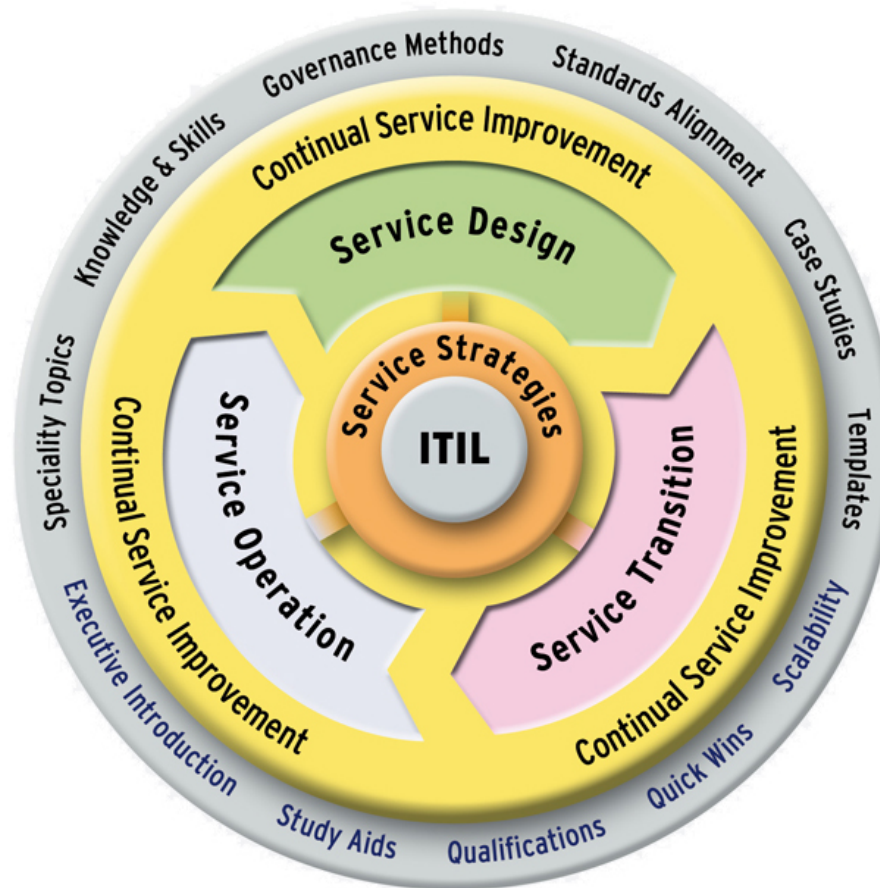 Governance Methods
Standards Alignment
Knowledge & Skills
Case Studies
Speciality Topics
Templates
Executive Introduction
Scalability
Study Aids
Qualifications
Quick Wins
Continual Service Improvement
Continual Service Improvement
Continual Service Improvement
Service Design
Service Operation
Service Transition
Service Strategies
ITIL